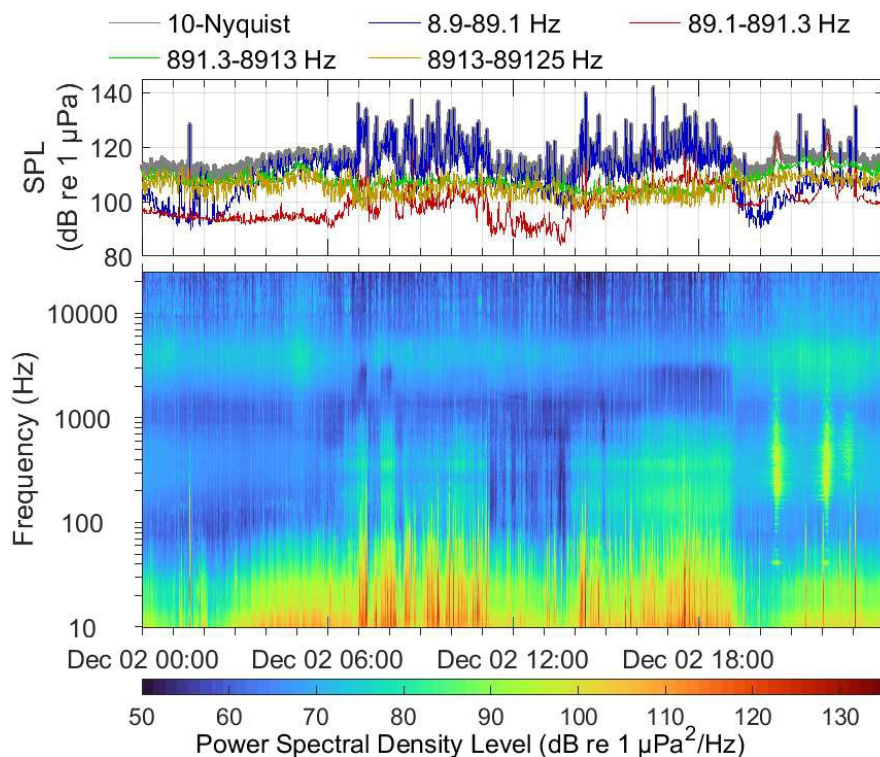 10-Nyquist 8.9-89.1 Hz 89.1-891.3 Hz
891.3-8913 Hz 8913-89125 Hz
140
120
100
80
SPL
(dB re 1 µPa)
10000
1000
100
10
Frequency (Hz)
Dec 02 00:00 Dec 02 06:00 Dec 02 12:00 Dec 02 18:00
50 60 70 80 90 100 110 120 130
Power Spectral Density Level (dB re 1 µPa²/Hz)